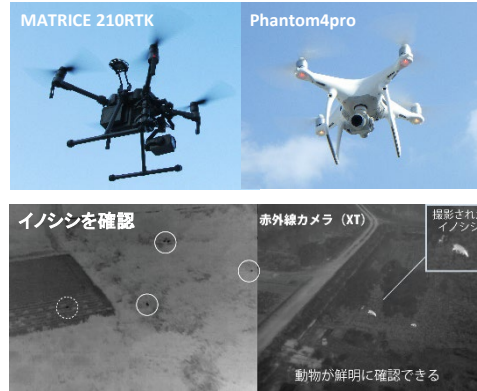 MATRICE 210RTK
Phantom4pro
イノシシを確認
赤外線カメラ（XT）
撮影され
イノシシ
動物が鮮明に確認できる